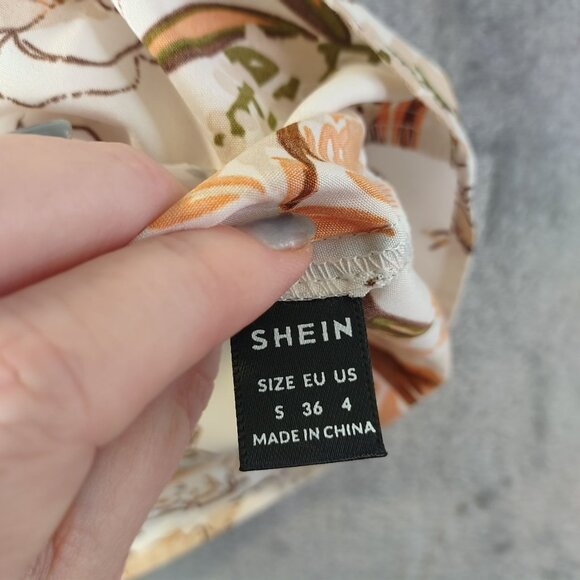 SHEIN
SIZE EU US
S 36 4
MADE IN CHINA